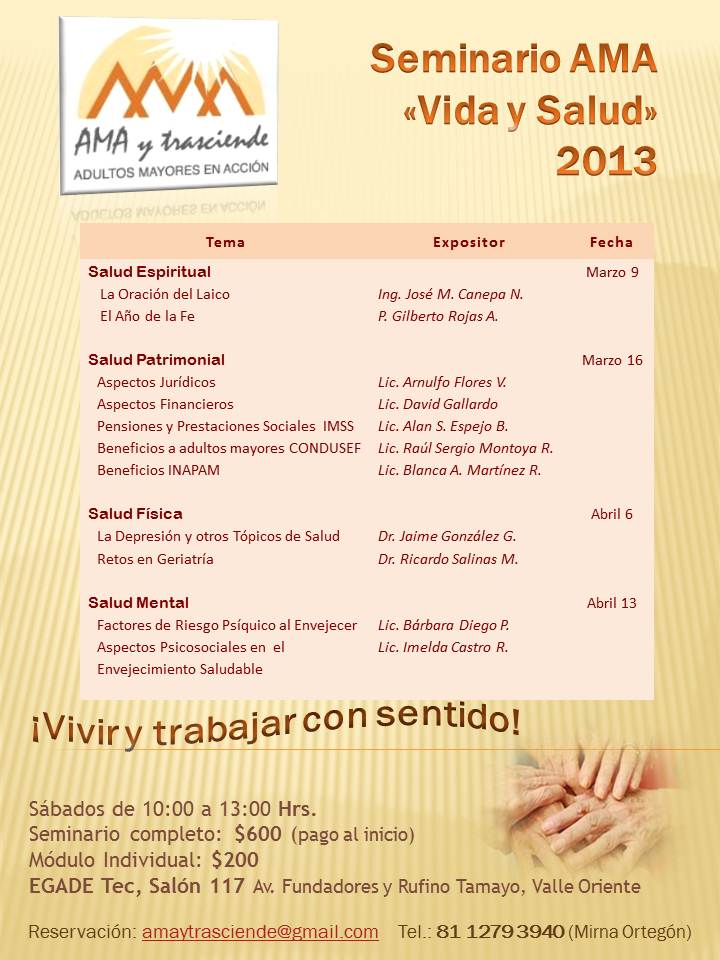 AMA y trasciende
ADULTOS MAYORES EN ACCIÓN
Seminario AMA
«Vida y Salud»
2013
Tema Expositor Fecha
Salud Espiritual Marzo 9
La Oración del Laico Ing. José M. Canepa N.
El Año de la Fe P. Gilberto Rojas A.
Salud Patrimonial Marzo 16
Aspectos Jurídicos Lic. Arnulfo Flores V.
Aspectos Financieros Lic. David Gallardo
Pensiones y Prestaciones Sociales IMSS Lic. Alan S. Espejo B.
Beneficios a adultos mayores CONDUSEF Lic. Raúl Sergio Montoya R.
Beneficios INAPAM Lic. Blanca A. Martínez R.
Salud Física Abril 6
La Depresión y otros Tópicos de Salud Dr. Jaime González G.
Retos en Geriatría Dr. Ricardo Salinas M.
Salud Mental Abril 13
Factores de Riesgo Psíquico al Envejecer Lic. Bárbara Diego P.
Aspectos Psicosociales en el Lic. Imelda Castro R.
Envejecimiento Saludable
¡Vivir y trabajar con sentido!
Sábados de 10:00 a 13:00 Hrs.
Seminario completo: $600 (pago al inicio)
Módulo Individual: $200
EGADE Tec, Salón 117 Av. Fundadores y Rufino Tamayo, Valle Oriente
Reservación: amaytrasciende@gmail.com Tel.: 81 1279 3940 (Mirna Ortegón)